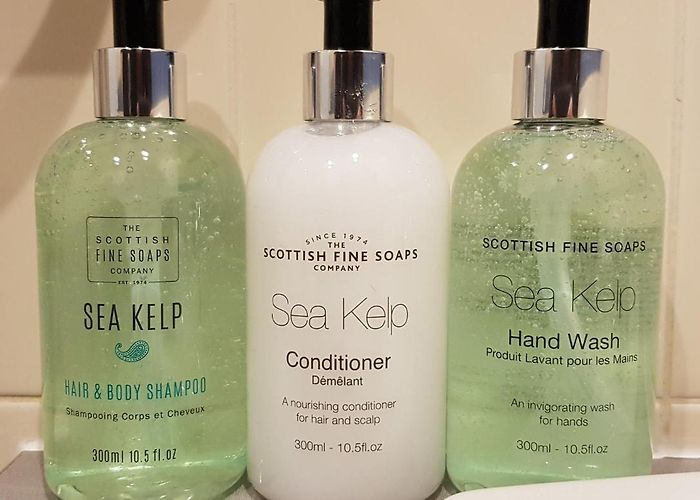 THE
SCOTTISH
FINE SOAPS
COMPANY
EST. 1974
SEA KELP
HAIR & BODY SHAMPOO
Shampooing Corps et Cheveux
300ml 10.5 fl.oz
SINCE 1974
THE
SCOTTISH FINE SOAPS
COMPANY
Sea Kelp
Conditioner
Démêlant
A nourishing conditioner
for hair and scalp
300ml - 10.5fl.oz
SCOTTISH FINE SOAPS
Sea Kelp
Hand Wash
Produit Lavant pour les Mains
An invigorating wash
for hands
300ml - 10.5fl.oz